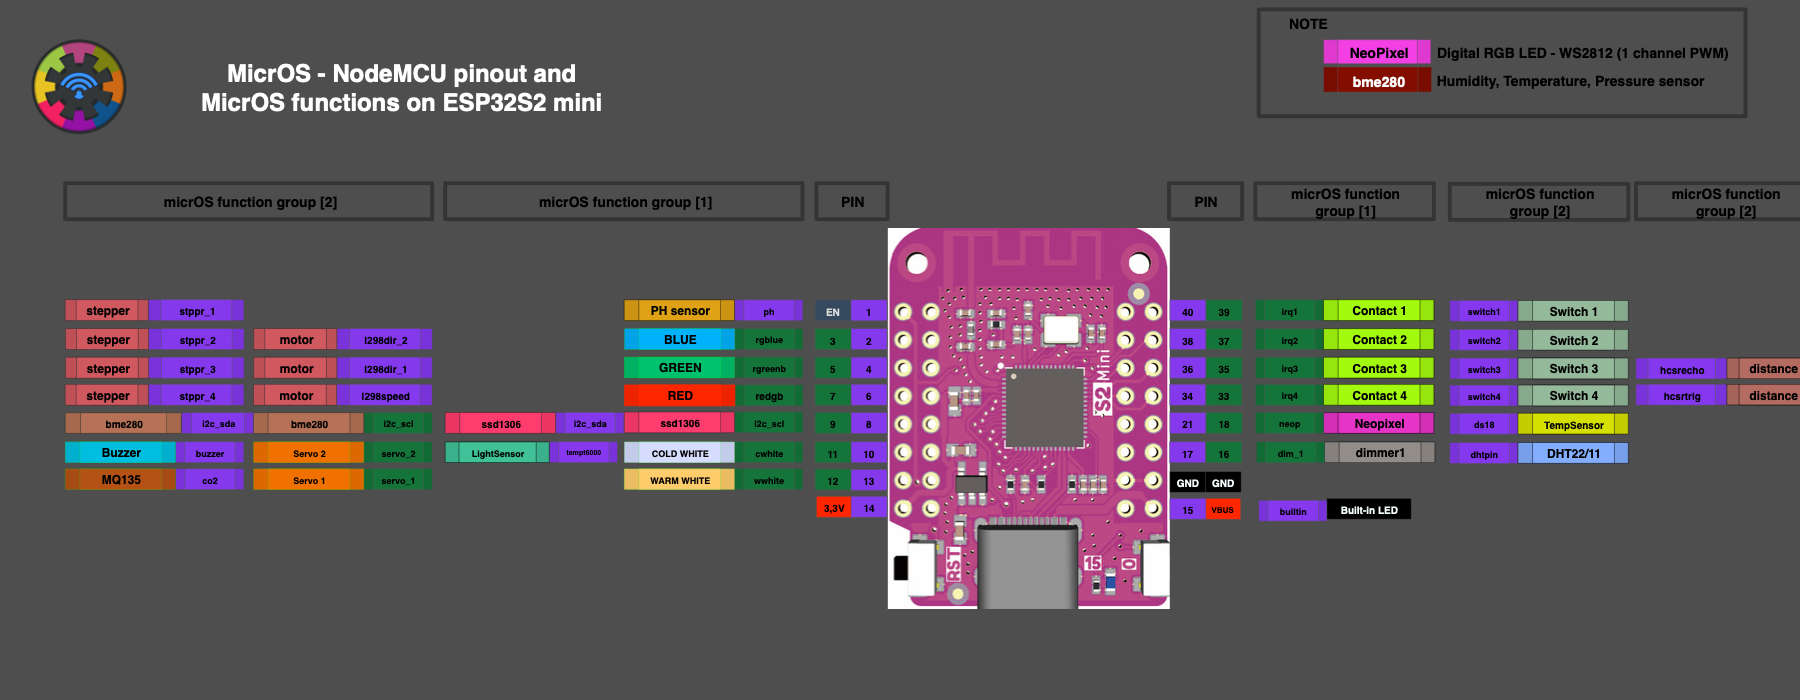 NOTE
NeoPixel Digital RGB LED - WS2812 (1 channel PWM)
bme280 Humidity, Temperature, Pressure sensor
MicrOS - NodeMCU pinout and
MicrOS functions on ESP32S2 mini
micrOS function group [2] micrOS function group [1] PIN PIN micrOS function group [1] micrOS function group [2] micrOS function group [2]
stepper stppr_1 PH sensor ph EN 1 40 39 irq1 Contact 1 switch1 Switch 1
stepper stppr_2 motor l298dir_2 BLUE rgblue 3 2 38 37 irq2 Contact 2 switch2 Switch 2
stepper stppr_3 motor l298dir_1 GREEN rgreenb 5 4 36 35 irq3 Contact 3 switch3 Switch 3 hcsrecho distance
stepper stppr_4 motor l298speed RED redgb 7 6 34 33 irq4 Contact 4 switch4 Switch 4 hcsrtrig distance
bme280 i2c_sda bme280 i2c_scl ssd1306 i2c_sda ssd1306 i2c_scl 9 8 21 18 neop Neopixel ds18 TempSensor
Buzzer buzzer Servo 2 servo_2 LightSensor tempt6000 COLD WHITE cwhite 11 10 17 16 dim_1 dimmer1 dhtpin DHT22/11
MQ135 co2 Servo 1 servo_1 WARM WHITE wwhite 12 13 GND GND
3,3V 14 15 VBUS builtin Built-in LED
S2 Mini
RST 15 0